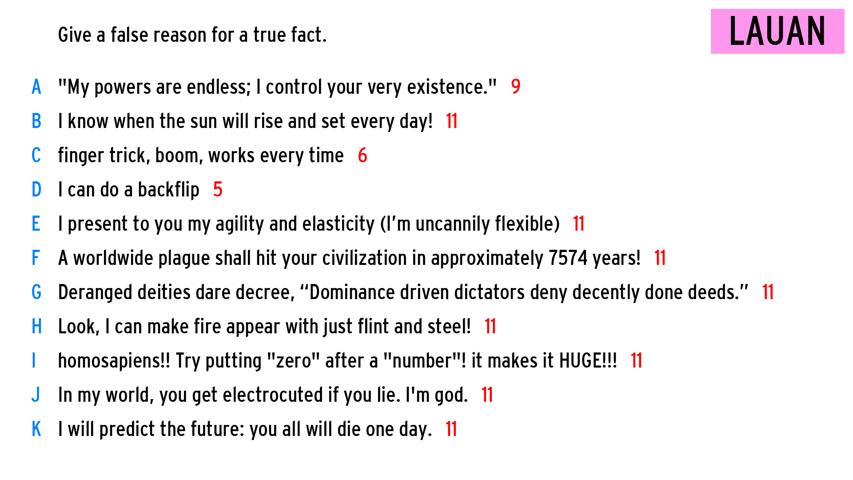 Give a false reason for a true fact.
LAUAN
A "My powers are endless; I control your very existence." 9
B I know when the sun will rise and set every day! 11
C finger trick, boom, works every time 6
D I can do a backflip 5
E I present to you my agility and elasticity (I’m uncannily flexible) 11
F A worldwide plague shall hit your civilization in approximately 7574 years! 11
G Deranged deities dare decree, “Dominance driven dictators deny decently done deeds.” 11
H Look, I can make fire appear with just flint and steel! 11
I homosapiens!! Try putting "zero" after a "number"! it makes it HUGE!!! 11
J In my world, you get electrocuted if you lie. I'm god. 11
K I will predict the future: you all will die one day. 11